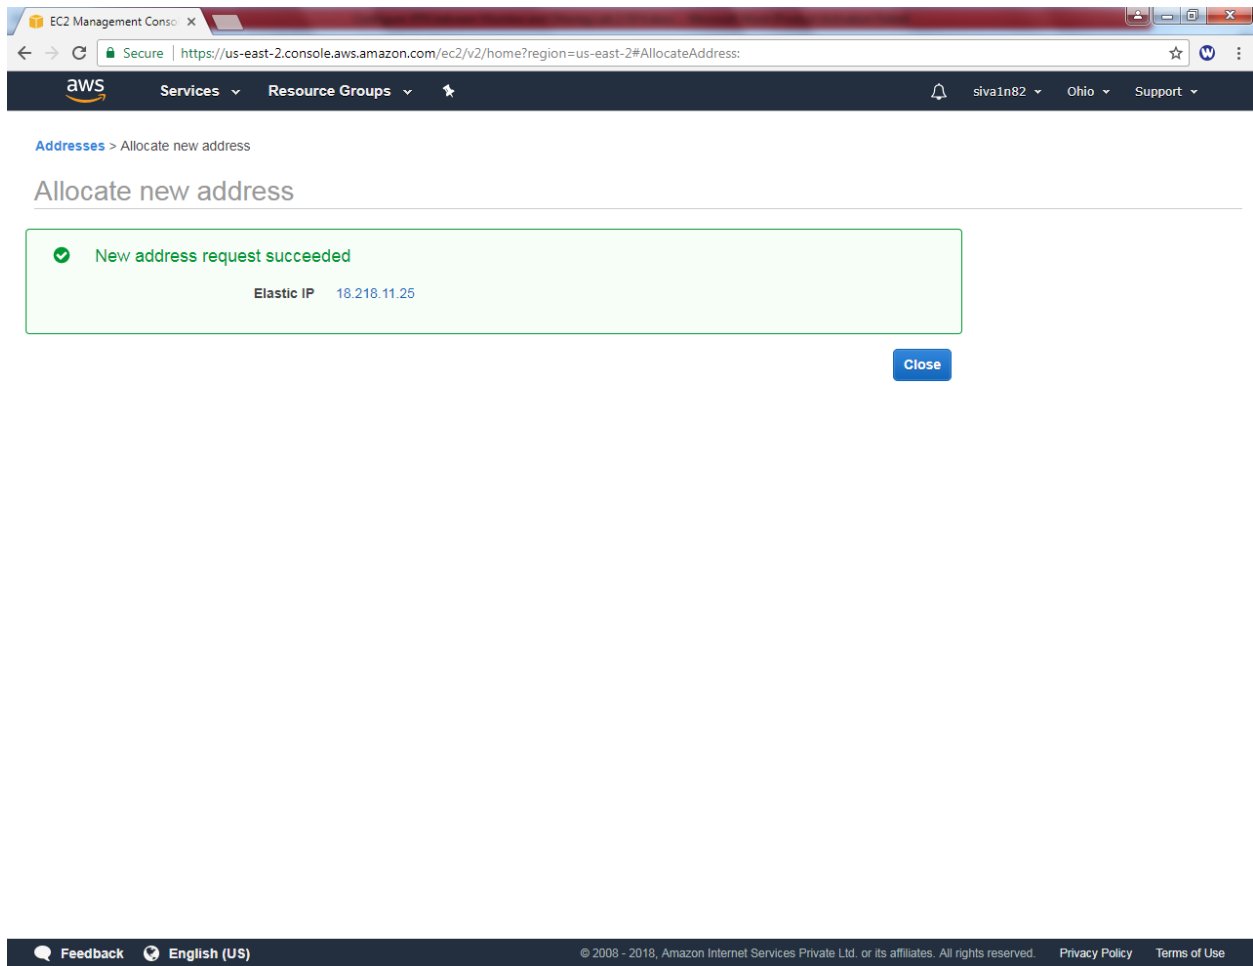 EC2 Management Conso
Secure | https://us-east-2.console.aws.amazon.com/ec2/v2/home?region=us-east-2#AllocateAddress:
aws Services Resource Groups siva1n82 Ohio Support
Addresses > Allocate new address
Allocate new address
New address request succeeded
Elastic IP 18.218.11.25
Close
Feedback English (US) © 2008 - 2018, Amazon Internet Services Private Ltd. or its affiliates. All rights reserved. Privacy Policy Terms of Use